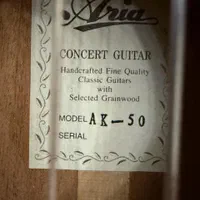 Aria
CONCERT GUITAR
Handcrafted Fine Quality
Classic Guitars
with
Selected Grainwood
MODEL AK-50
SERIAL